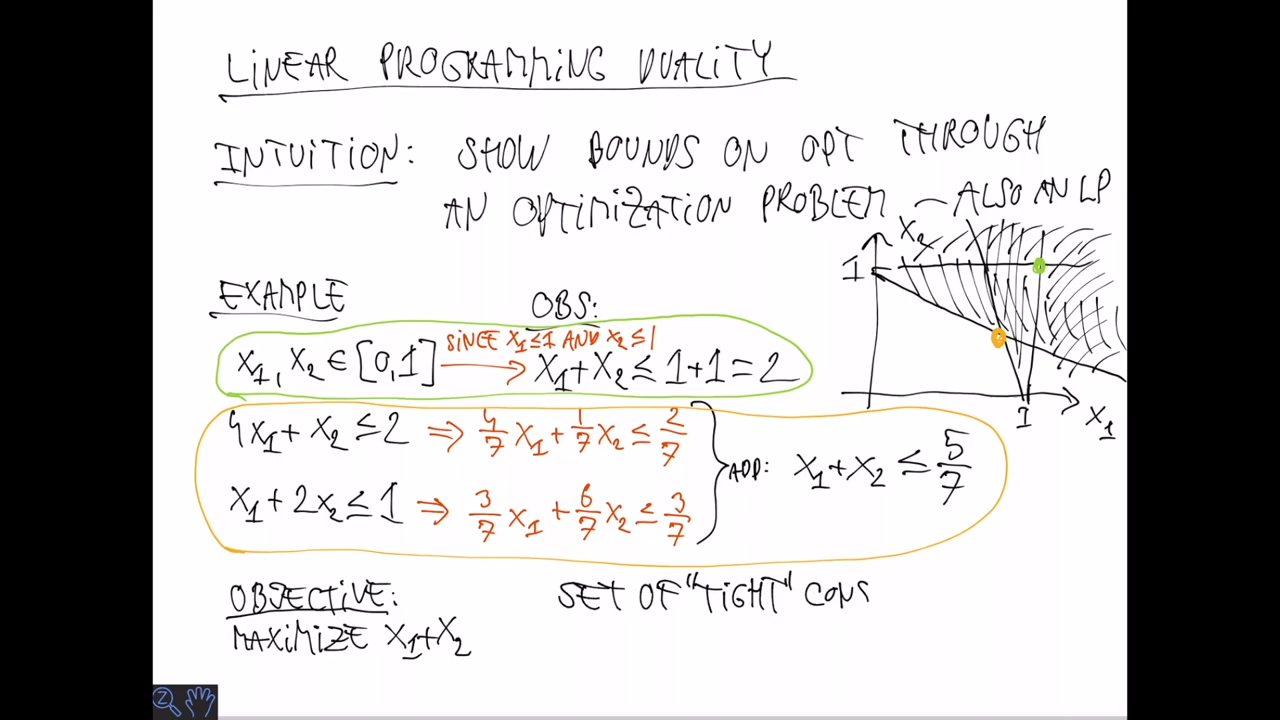 LINEAR PROGRAMMING DUALITY
INTUITION: SHOW BOUNDS ON OPT THROUGH
AN OPTIMIZATION PROBLEM — ALSO AN LP
X₂
1
1
X₁
EXAMPLE
OBS:
X₁, X₂ ∈ [0,1] → SINCE X₁ ≤ 1 AND X₂ ≤ 1 X₁ + X₂ ≤ 1+1 = 2
4X₁ + X₂ ≤ 2 ⇒ 4/7 X₁ + 1/7 X₂ ≤ 2/7
X₁ + 2X₂ ≤ 1 ⇒ 3/7 X₁ + 6/7 X₂ ≤ 3/7
ADD: X₁ + X₂ ≤ 5/7
OBJECTIVE:
MAXIMIZE X₁+X₂
SET OF "TIGHT" CONS
Z